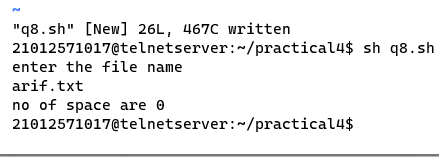 ~
"q8.sh" [New] 26L, 467C written
21012571017@telnetserver:~/practical4$ sh q8.sh
enter the file name
arif.txt
no of space are 0
21012571017@telnetserver:~/practical4$